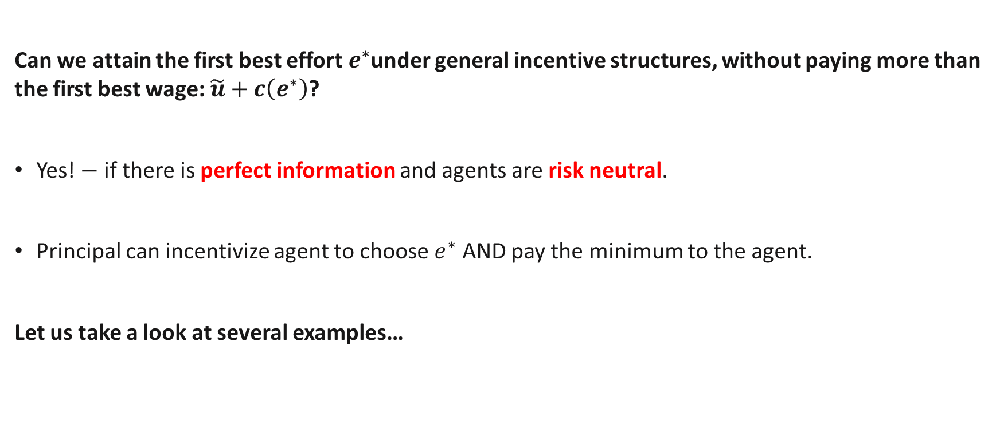 Can we attain the first best effort e* under general incentive structures, without paying more than
the first best wage: ũ + c(e*)?
• Yes! – if there is perfect information and agents are risk neutral.
• Principal can incentivize agent to choose e* AND pay the minimum to the agent.
Let us take a look at several examples…